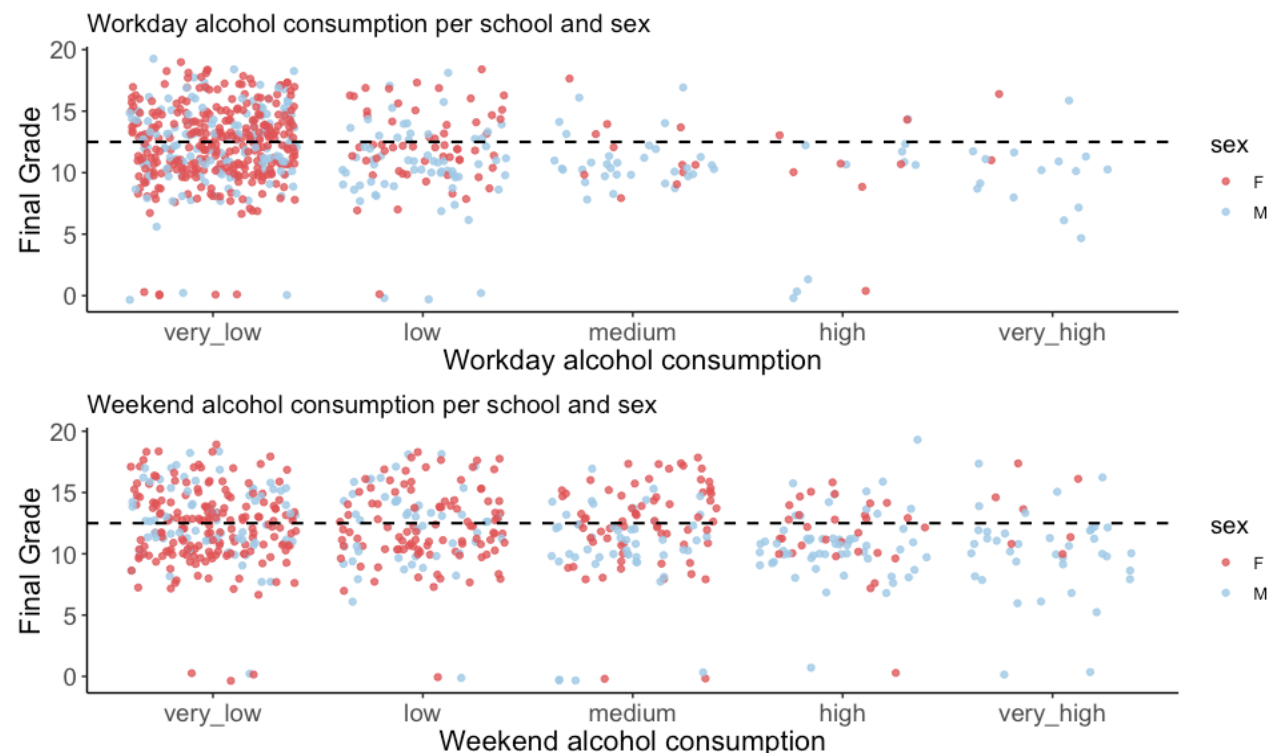 Workday alcohol consumption per school and sex
20
15
10
5
0
Final Grade
very_low low medium high very_high
Workday alcohol consumption
sex
F
M
Weekend alcohol consumption per school and sex
20
15
10
5
0
Final Grade
very_low low medium high very_high
Weekend alcohol consumption
sex
F
M